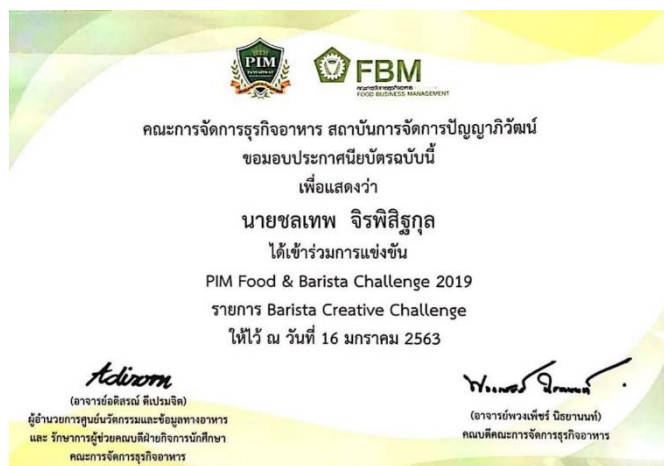 PIM
FBM
FOOD BUSINESS MANAGEMENT
คณะการจัดการธุรกิจอาหาร สถาบันการจัดการปัญญาภิวัฒน์
ขอมอบประกาศนียบัตรฉบับนี้
เพื่อแสดงว่า
นายชลเทพ จิรพิสิฐกุล
ได้เข้าร่วมการแข่งขัน
PIM Food & Barista Challenge 2019
รายการ Barista Creative Challenge
ให้ไว้ ณ วันที่ 16 มกราคม 2563
(อาจารย์อดิสรณ์ ดีเปรมจิต)
ผู้อำนวยการศูนย์นวัตกรรมและข้อมูลทางอาหาร
และ รักษาการผู้ช่วยคณบดีฝ่ายกิจการนักศึกษา
คณะการจัดการธุรกิจอาหาร
(อาจารย์พวงเพ็ชร์ นิธยานนท์)
คณบดีคณะการจัดการธุรกิจอาหาร